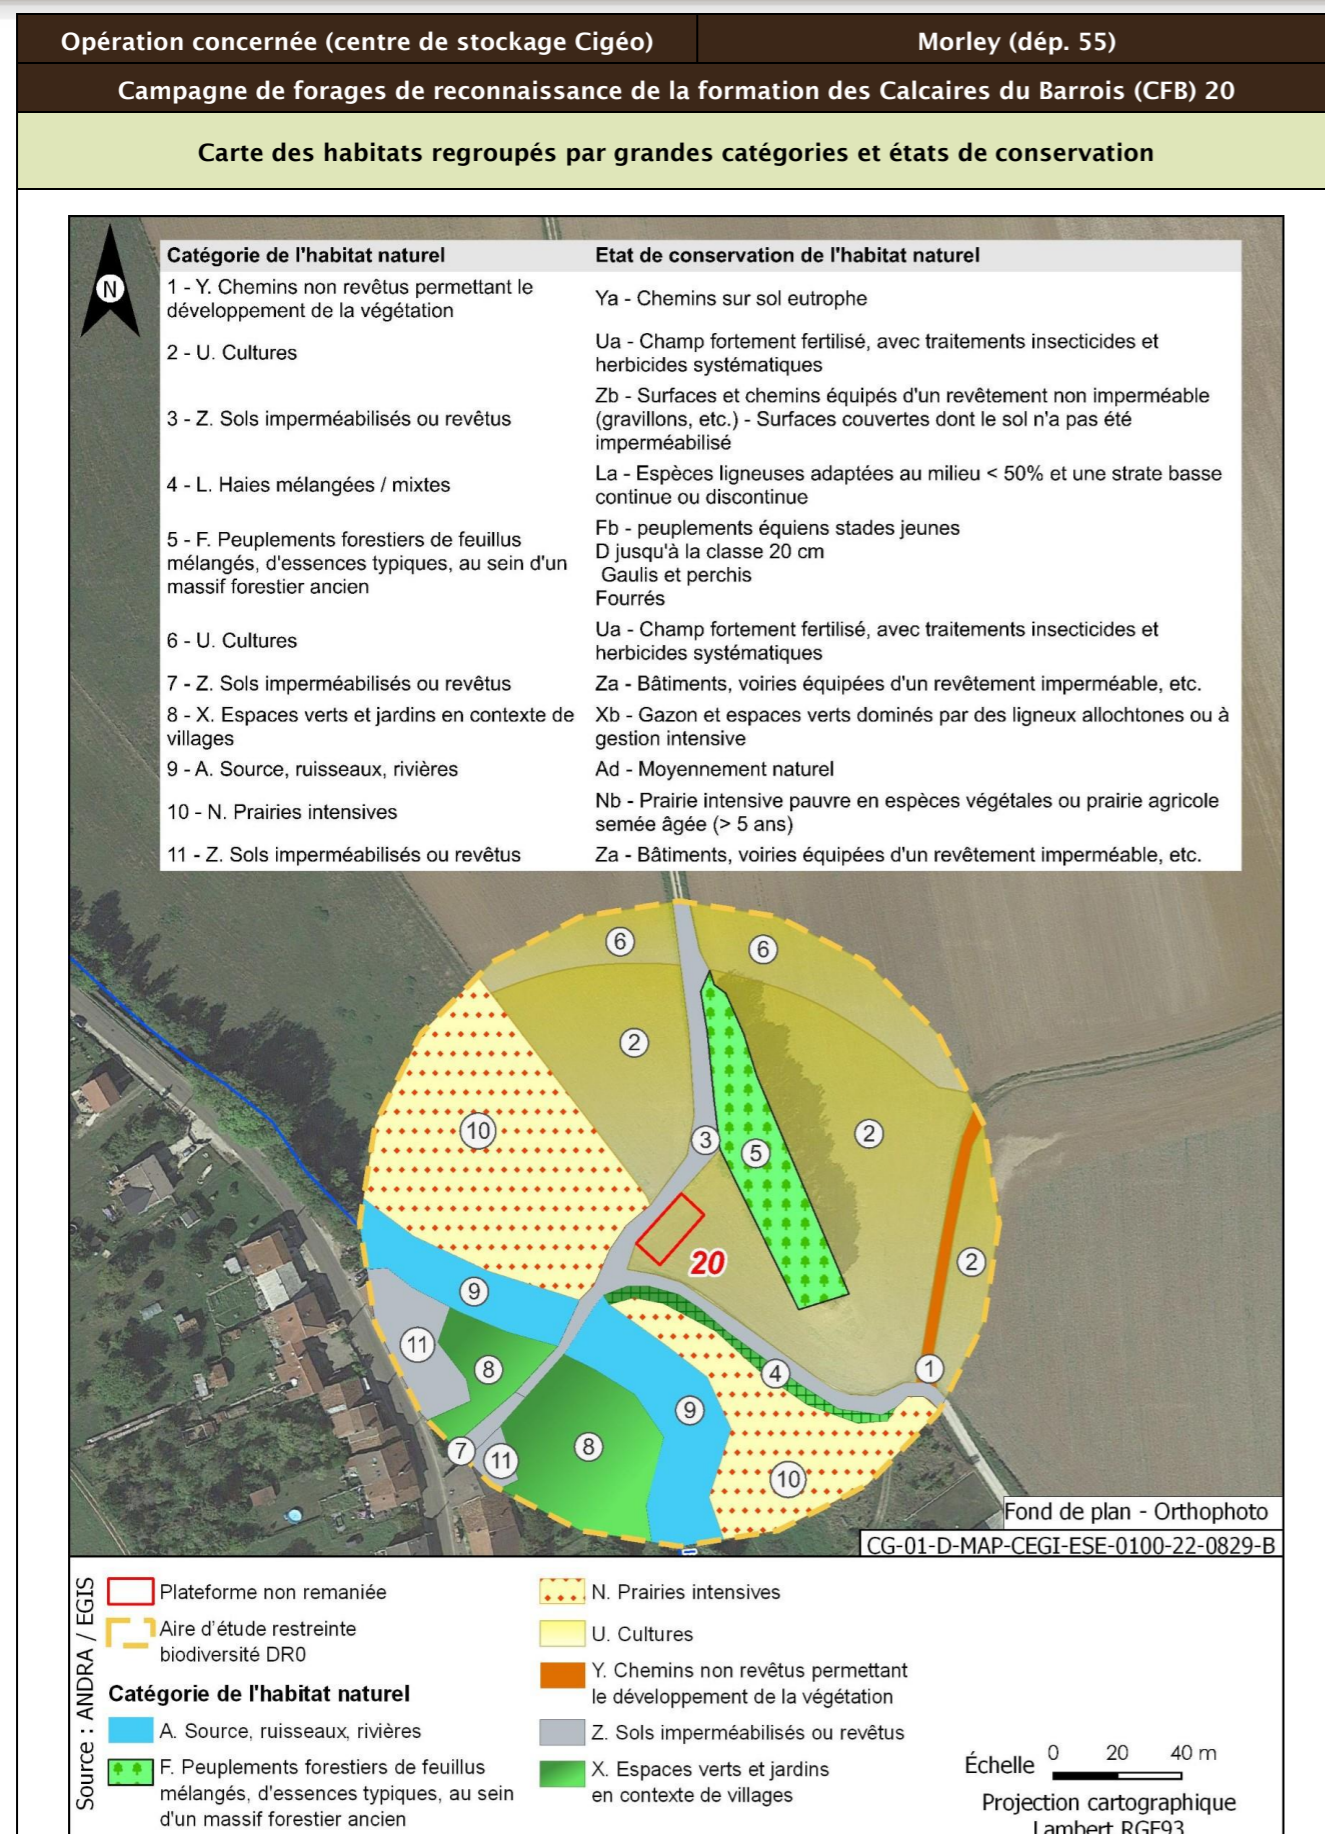 Opération concernée (centre de stockage Cigéo)
Morley (dép. 55)
Campagne de forages de reconnaissance de la formation des Calcaires du Barrois (CFB) 20
Carte des habitats regroupés par grandes catégories et états de conservation
N
Catégorie de l'habitat naturel
Etat de conservation de l'habitat naturel
1 - Y. Chemins non revêtus permettant le
développement de la végétation
Ya - Chemins sur sol eutrophe
2 - U. Cultures
Ua - Champ fortement fertilisé, avec traitements insecticides et
herbicides systématiques
3 - Z. Sols imperméabilisés ou revêtus
Zb - Surfaces et chemins équipés d'un revêtement non imperméable
(gravillons, etc.) - Surfaces couvertes dont le sol n'a pas été
imperméabilisé
4 - L. Haies mélangées / mixtes
La - Espèces ligneuses adaptées au milieu < 50% et une strate basse
continue ou discontinue
5 - F. Peuplements forestiers de feuillus
mélangés, d'essences typiques, au sein d'un
massif forestier ancien
Fb - peuplements équiens stades jeunes
D jusqu'à la classe 20 cm
Gaulis et perchis
Fourrés
6 - U. Cultures
Ua - Champ fortement fertilisé, avec traitements insecticides et
herbicides systématiques
7 - Z. Sols imperméabilisés ou revêtus
Za - Bâtiments, voiries équipées d'un revêtement imperméable, etc.
8 - X. Espaces verts et jardins en contexte de
villages
Xb - Gazon et espaces verts dominés par des ligneux allochtones ou à
gestion intensive
9 - A. Source, ruisseaux, rivières
Ad - Moyennement naturel
10 - N. Prairies intensives
Nb - Prairie intensive pauvre en espèces végétales ou prairie agricole
semée âgée (> 5 ans)
11 - Z. Sols imperméabilisés ou revêtus
Za - Bâtiments, voiries équipées d'un revêtement imperméable, etc.
6
6
2
10
3
5
2
20
2
9
11
8
4
1
9
8
7
11
10
Fond de plan - Orthophoto
CG-01-D-MAP-CEGI-ESE-0100-22-0829-B
Source : ANDRA / EGIS
Plateforme non remaniée
Aire d'étude restreinte
biodiversité DR0
Catégorie de l'habitat naturel
A. Source, ruisseaux, rivières
F. Peuplements forestiers de feuillus
mélangés, d'essences typiques, au sein
d'un massif forestier ancien
N. Prairies intensives
U. Cultures
Y. Chemins non revêtus permettant
le développement de la végétation
Z. Sols imperméabilisés ou revêtus
X. Espaces verts et jardins
en contexte de villages
Échelle 0 20 40 m
Projection cartographique
Lambert RGF93